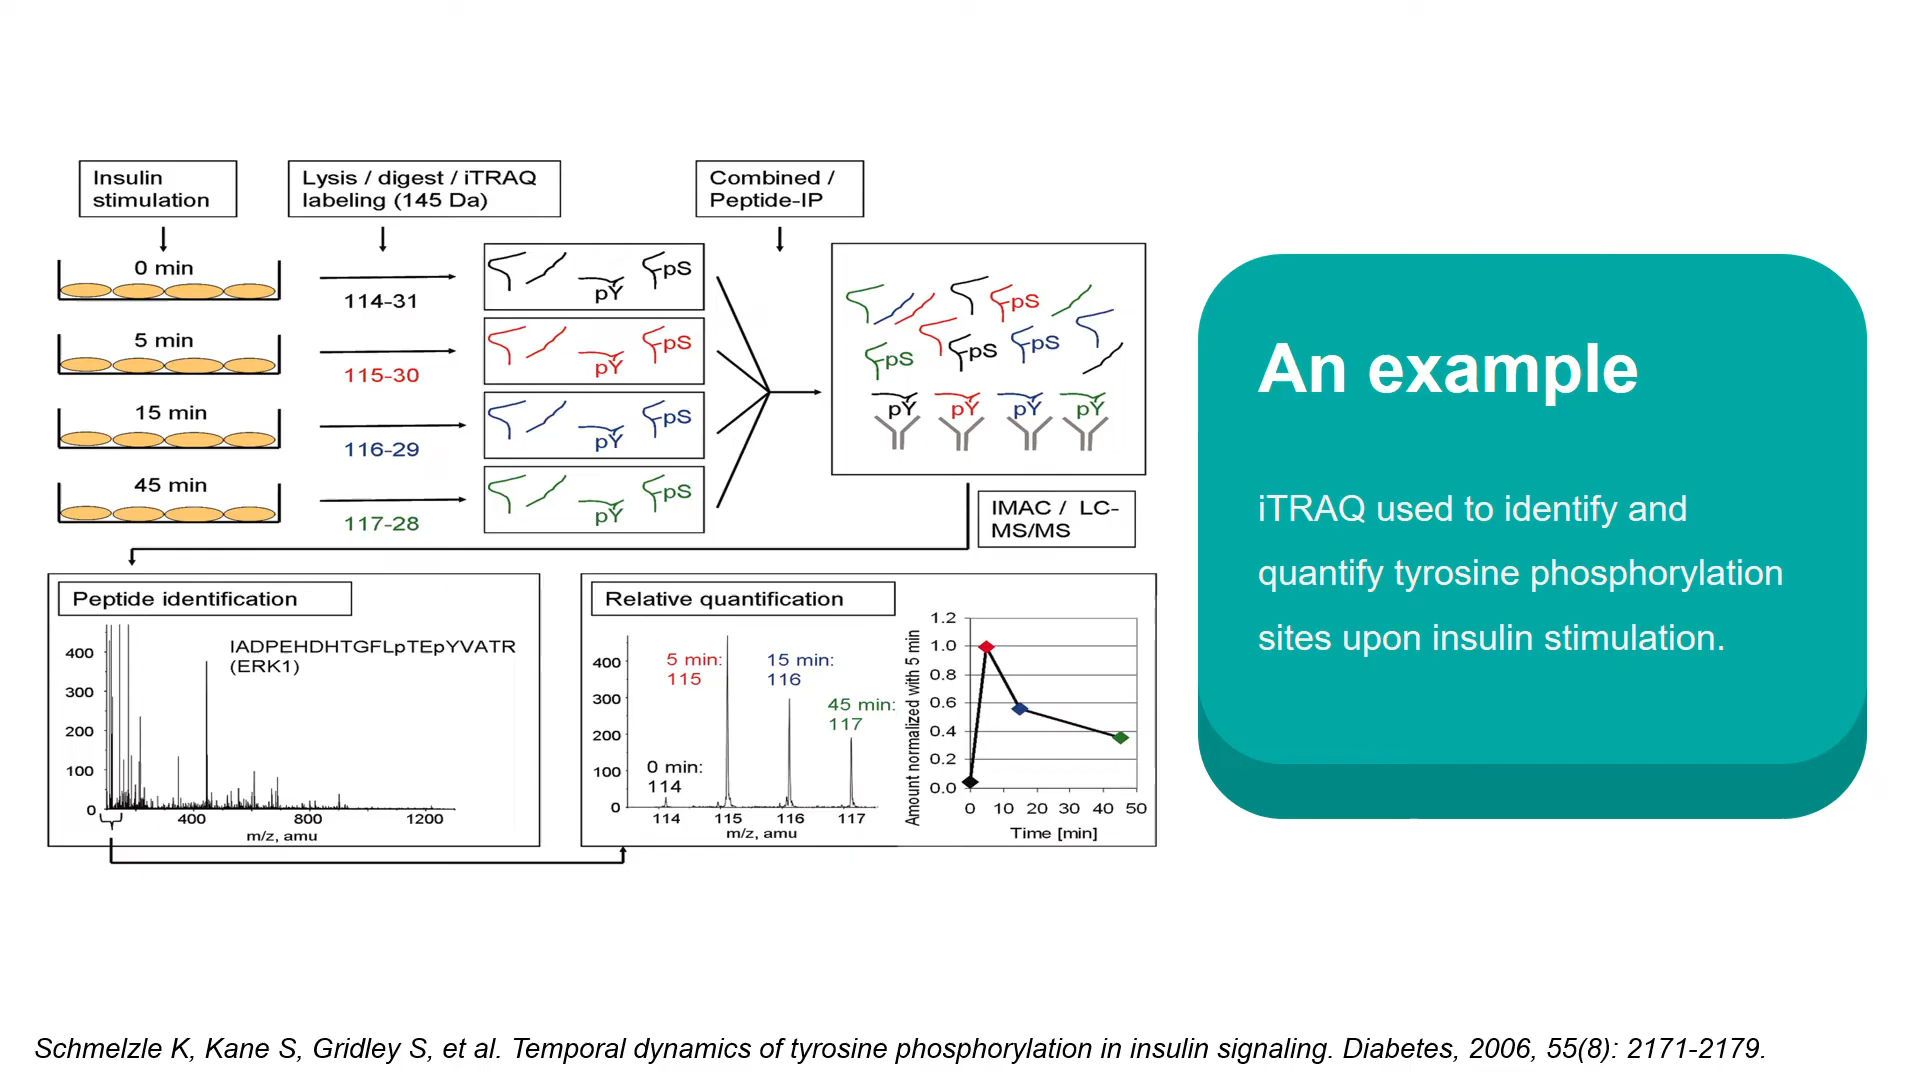 Insulin
stimulation
Lysis / digest / iTRAQ
labeling (145 Da)
Combined /
Peptide-IP
0 min
114-31
pY
pS
5 min
115-30
pY
pS
15 min
116-29
pY
pS
45 min
117-28
pY
pS
pS
pS
pS
pS
pY
pY
pY
pY
IMAC / LC-
MS/MS
Peptide identification
IADPEHDHTGFLpTEpYVATR
(ERK1)
400
300
200
100
0
400
800
1200
m/z, amu
Relative quantification
400
300
200
100
0
0 min:
114
5 min:
115
15 min:
116
45 min:
117
114
115
116
117
m/z, amu
Amount normalized with 5 min
1.2
1.0
0.8
0.6
0.4
0.2
0.0
0
10
20
30
40
50
Time [min]
An example
iTRAQ used to identify and
quantify tyrosine phosphorylation
sites upon insulin stimulation.
Schmelzle K, Kane S, Gridley S, et al. Temporal dynamics of tyrosine phosphorylation in insulin signaling. Diabetes, 2006, 55(8): 2171-2179.